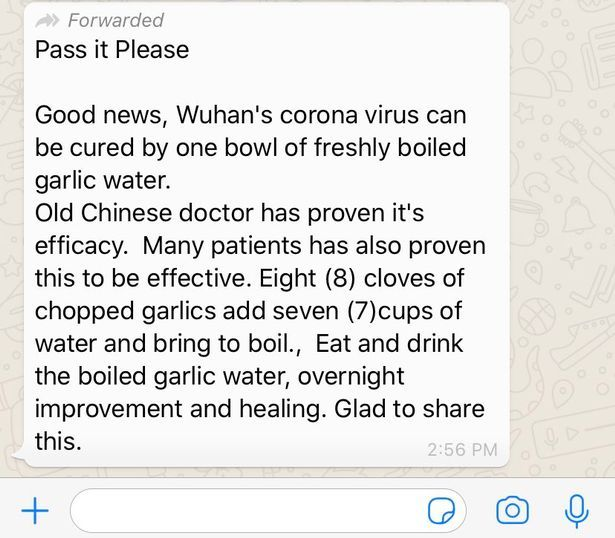 Forwarded
Pass it Please
Good news, Wuhan's corona virus can
be cured by one bowl of freshly boiled
garlic water.
Old Chinese doctor has proven it's
efficacy.  Many patients has also proven
this to be effective. Eight (8) cloves of
chopped garlics add seven (7)cups of
water and bring to boil.,  Eat and drink
the boiled garlic water, overnight
improvement and healing. Glad to share
this.
2:56 PM